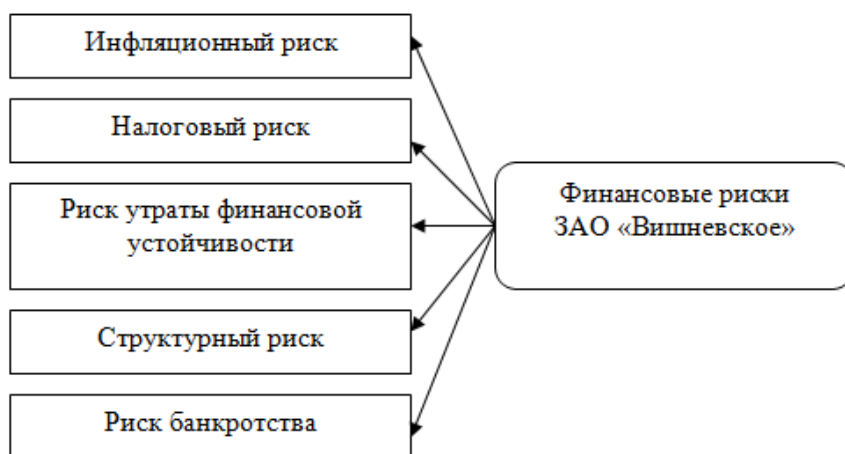 Инфляционный риск
Налоговый риск
Риск утраты финансовой
устойчивости
Структурный риск
Риск банкротства
Финансовые риски
ЗАО «Вишневское»